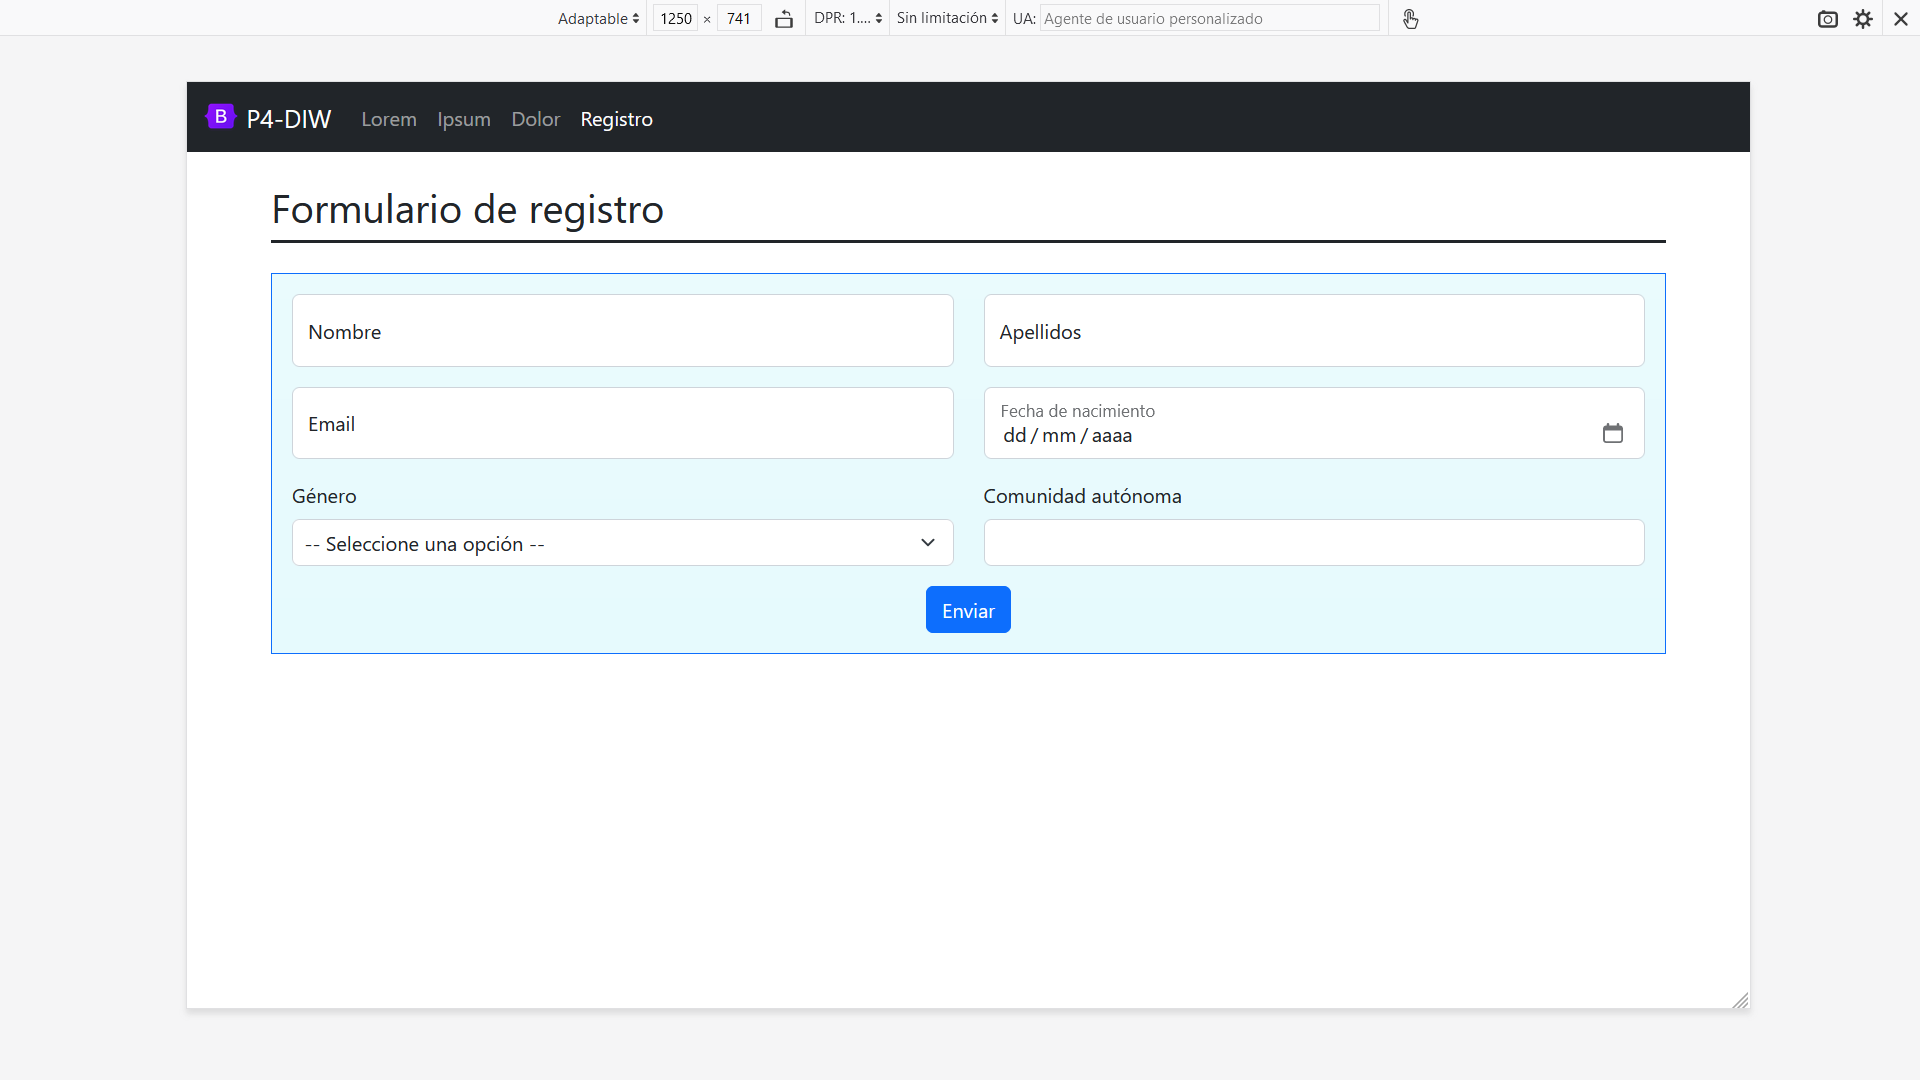 Adaptable 1250 × 741 DPR: 1.... Sin limitación UA: Agente de usuario personalizado
B P4-DIW Lorem Ipsum Dolor Registro
Formulario de registro
Nombre Apellidos
Email Fecha de nacimiento
dd / mm / aaaa
Género Comunidad autónoma
-- Seleccione una opción --
Enviar